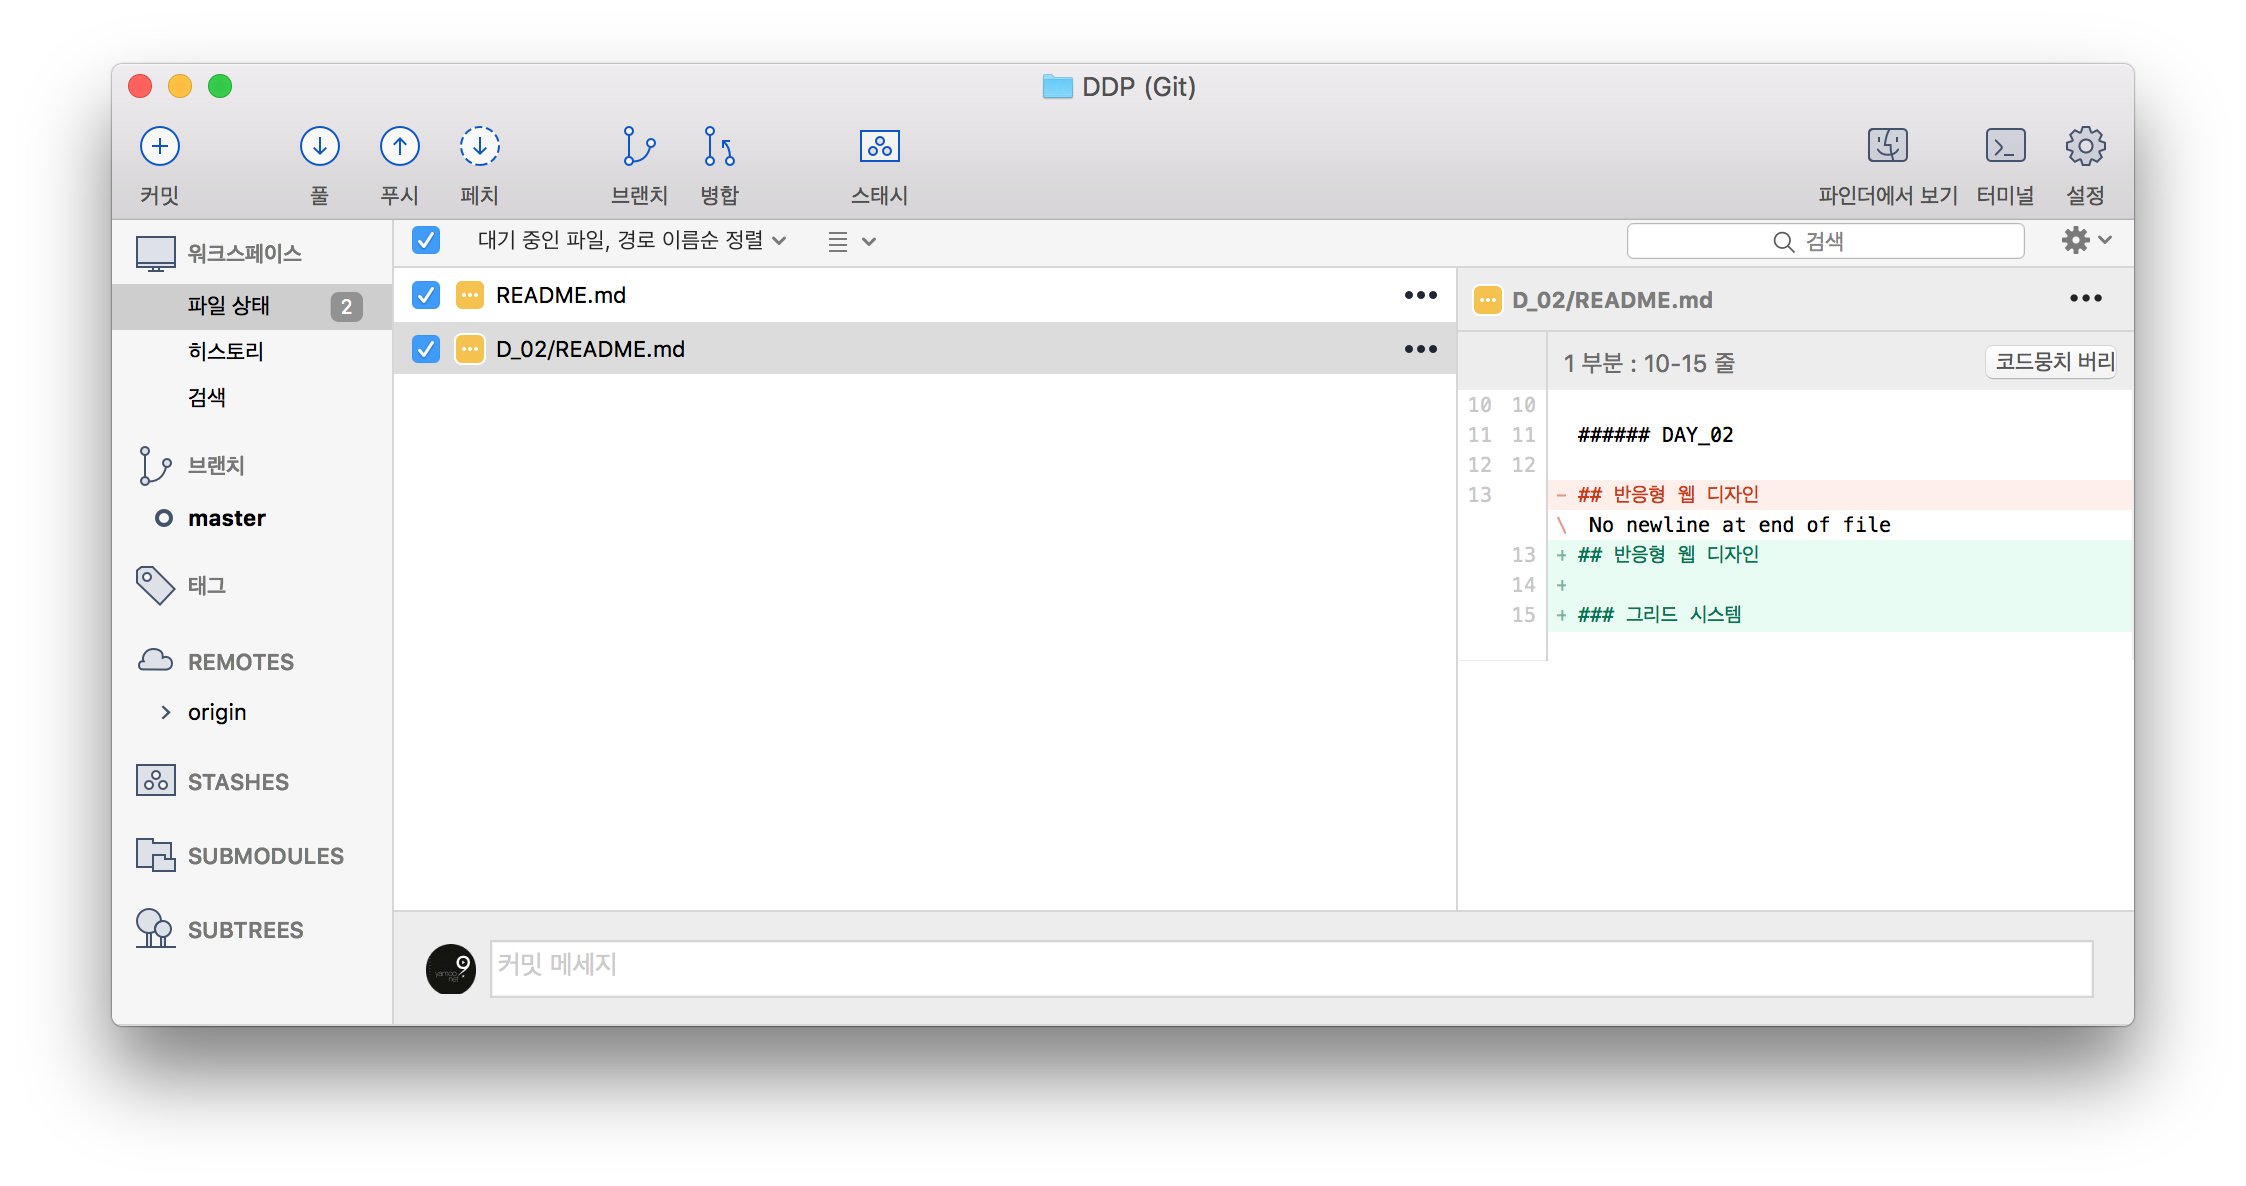 DDP (Git)
커밋
풀
푸시
페치
브랜치
병합
스태시
파인더에서 보기
터미널
설정
워크스페이스
파일 상태 2
히스토리
검색
브랜치
master
태그
REMOTES
origin
STASHES
SUBMODULES
SUBTREES
대기 중인 파일, 경로 이름순 정렬
검색
README.md
D_02/README.md
D_02/README.md
1 부분 : 10-15 줄
코드뭉치 버리
10 10
11 11 ###### DAY_02
12 12
13 - ## 반응형 웹 디자인
\ No newline at end of file
13 + ## 반응형 웹 디자인
14 +
15 + ### 그리드 시스템
yamoo9
net
커밋 메세지